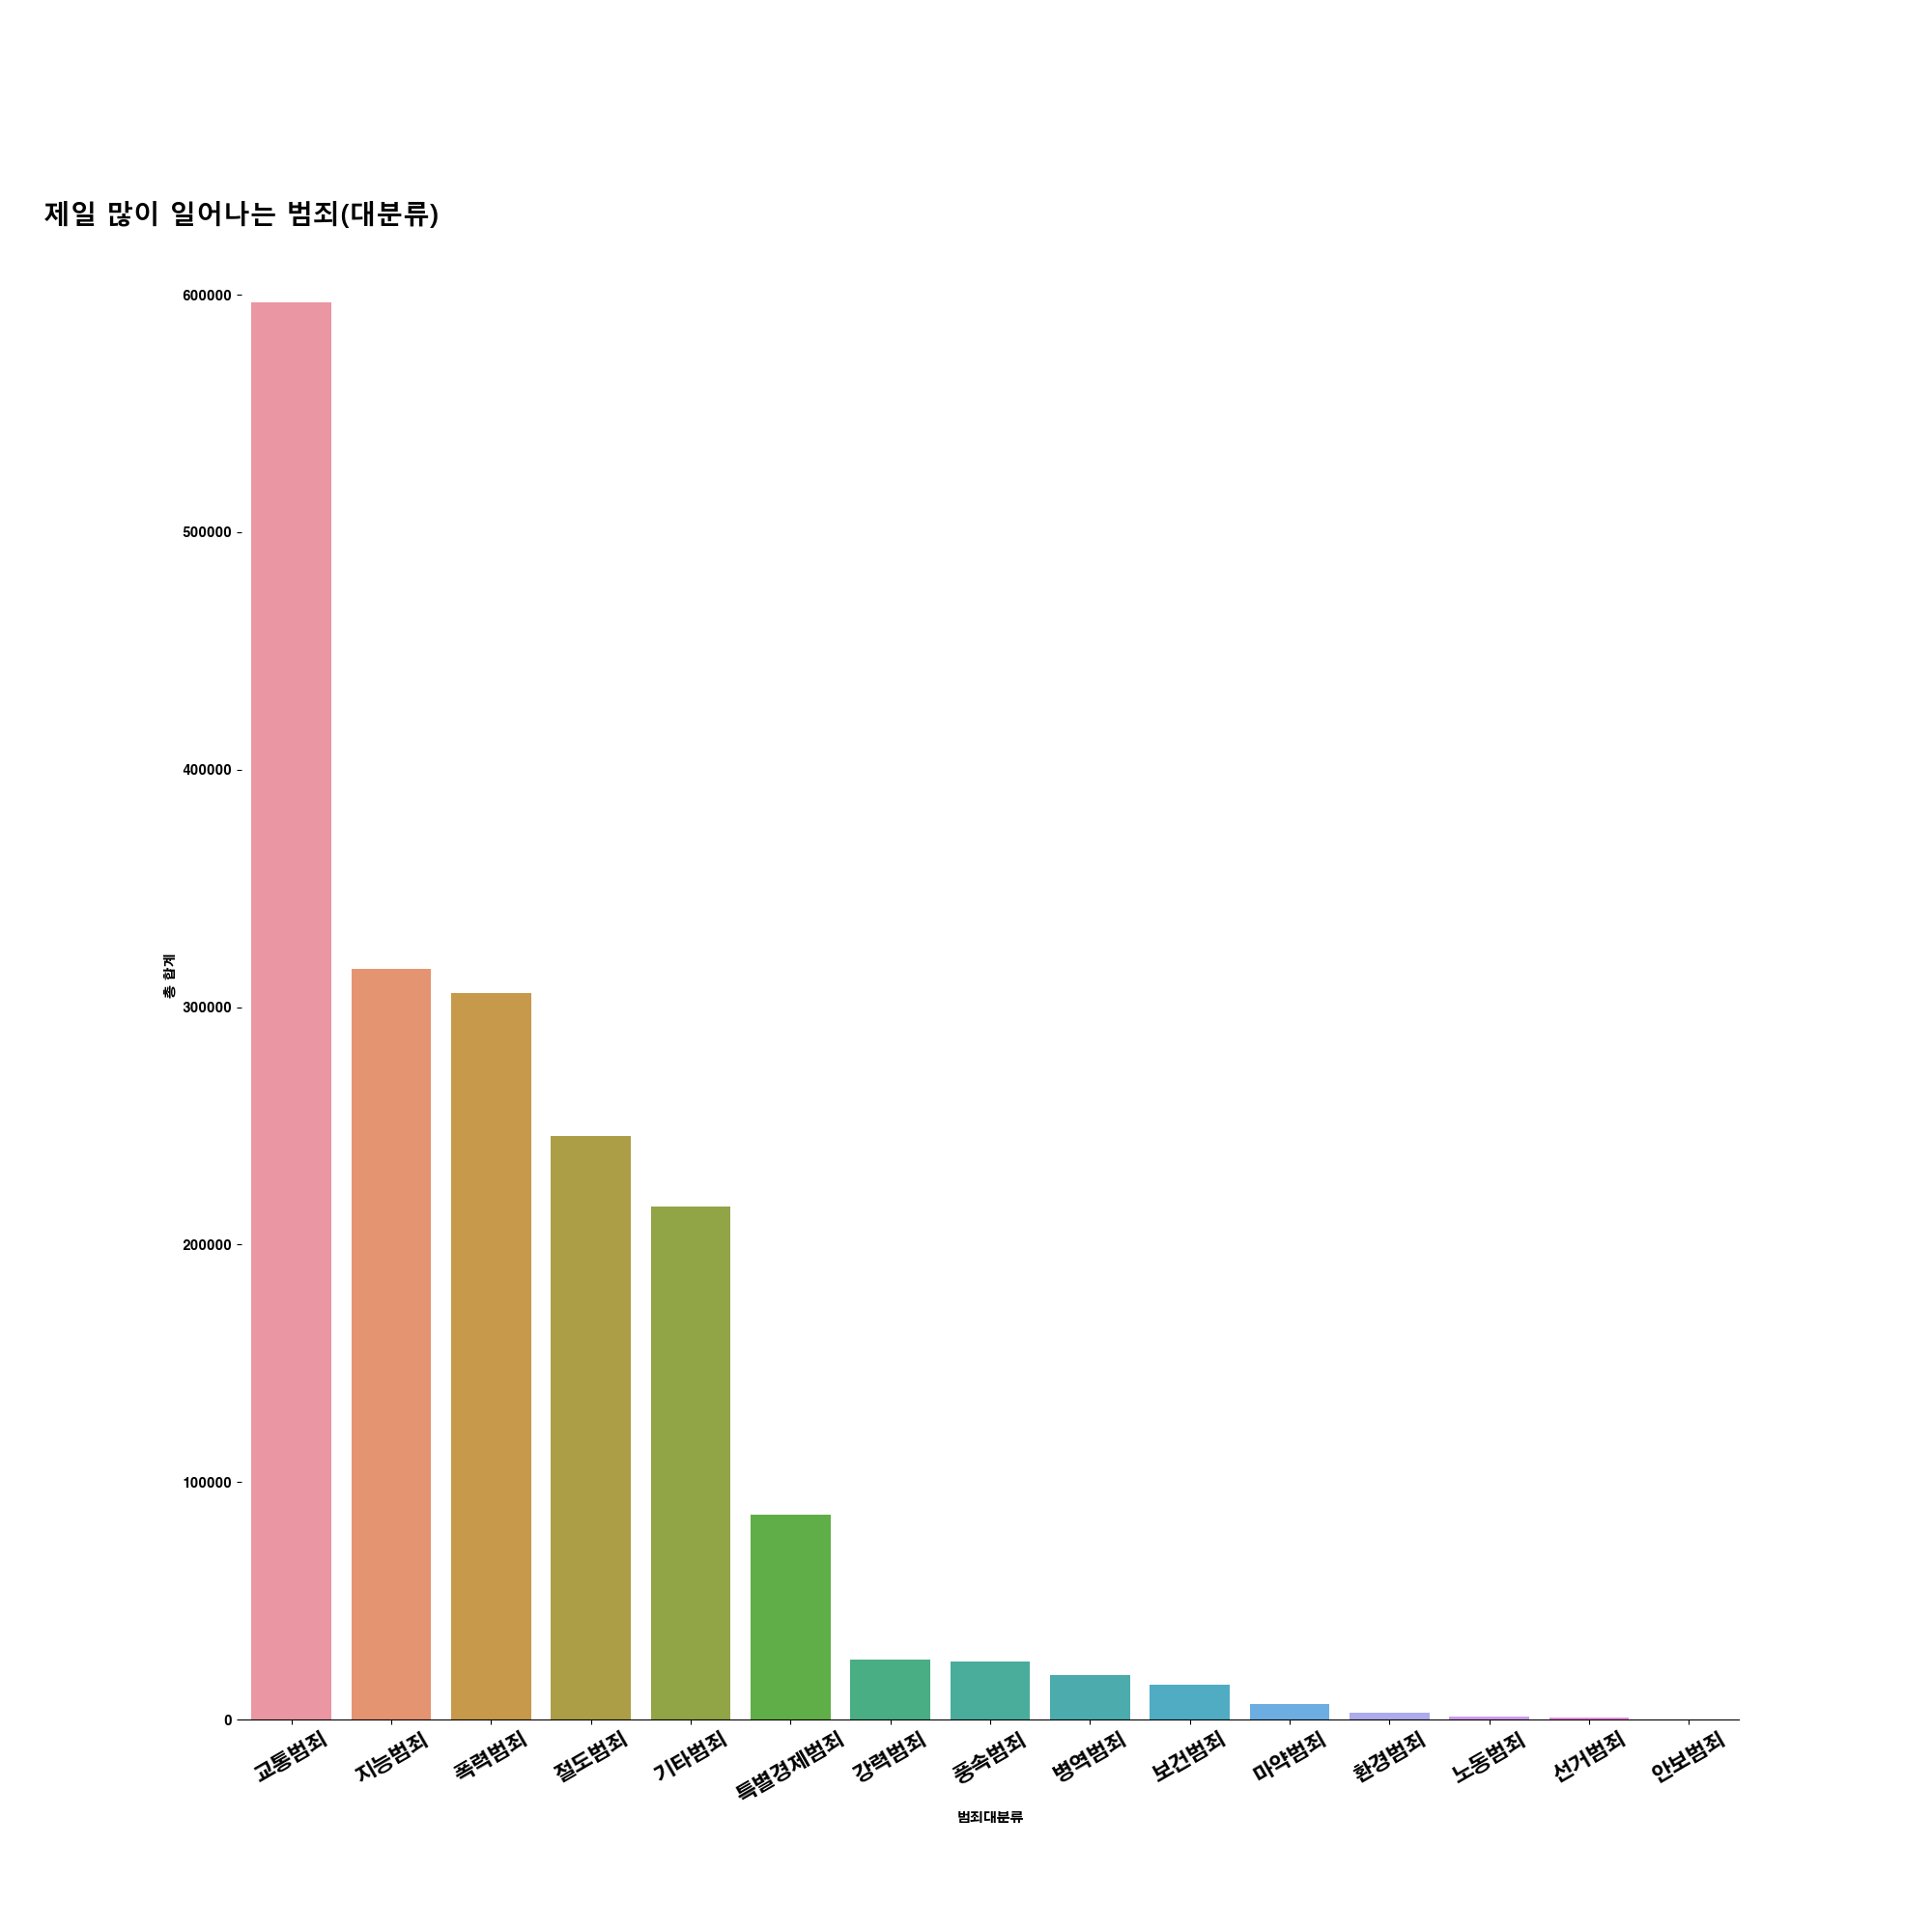 제일 많이 일어나는 범죄(대분류)
600000
500000
400000
300000
200000
100000
0
총 합계
교통범죄
지능범죄
폭력범죄
절도범죄
기타범죄
특별경제범죄
강력범죄
풍속범죄
병역범죄
보건범죄
마약범죄
환경범죄
노동범죄
선거범죄
안보범죄
범죄대분류